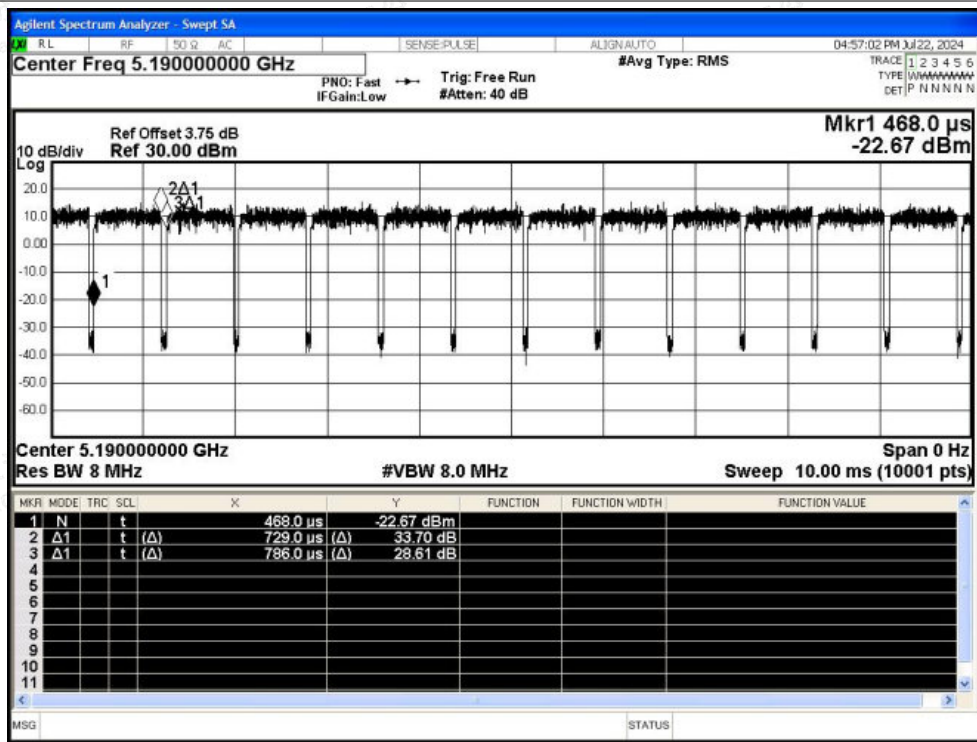 Agilent Spectrum Analyzer - Swept SA
LXI RL RF 50 Ω AC SENSE:PULSE ALIGNAUTO 04:57:02 PM Jul 22, 2024
Center Freq 5.190000000 GHz
#Avg Type: RMS
TRACE 1 2 3 4 5 6
TYPE WWWWWW
DET P N N N N N
PNO: Fast
IFGain:Low
Trig: Free Run
#Atten: 40 dB
Mkr1 468.0 µs
-22.67 dBm
Ref Offset 3.75 dB
10 dB/div Ref 30.00 dBm
Log
20.0
10.0
0.00
-10.0
-20.0
-30.0
-40.0
-50.0
-60.0
2Δ1
3Δ1
1
Center 5.190000000 GHz Span 0 Hz
Res BW 8 MHz #VBW 8.0 MHz Sweep 10.00 ms (10001 pts)
MKR MODE TRC SCL X Y FUNCTION FUNCTION WIDTH FUNCTION VALUE
1 N t 468.0 µs -22.67 dBm
2 Δ1 t (Δ) 729.0 µs (Δ) 33.70 dB
3 Δ1 t (Δ) 786.0 µs (Δ) 28.61 dB
4
5
6
7
8
9
10
11
MSG STATUS